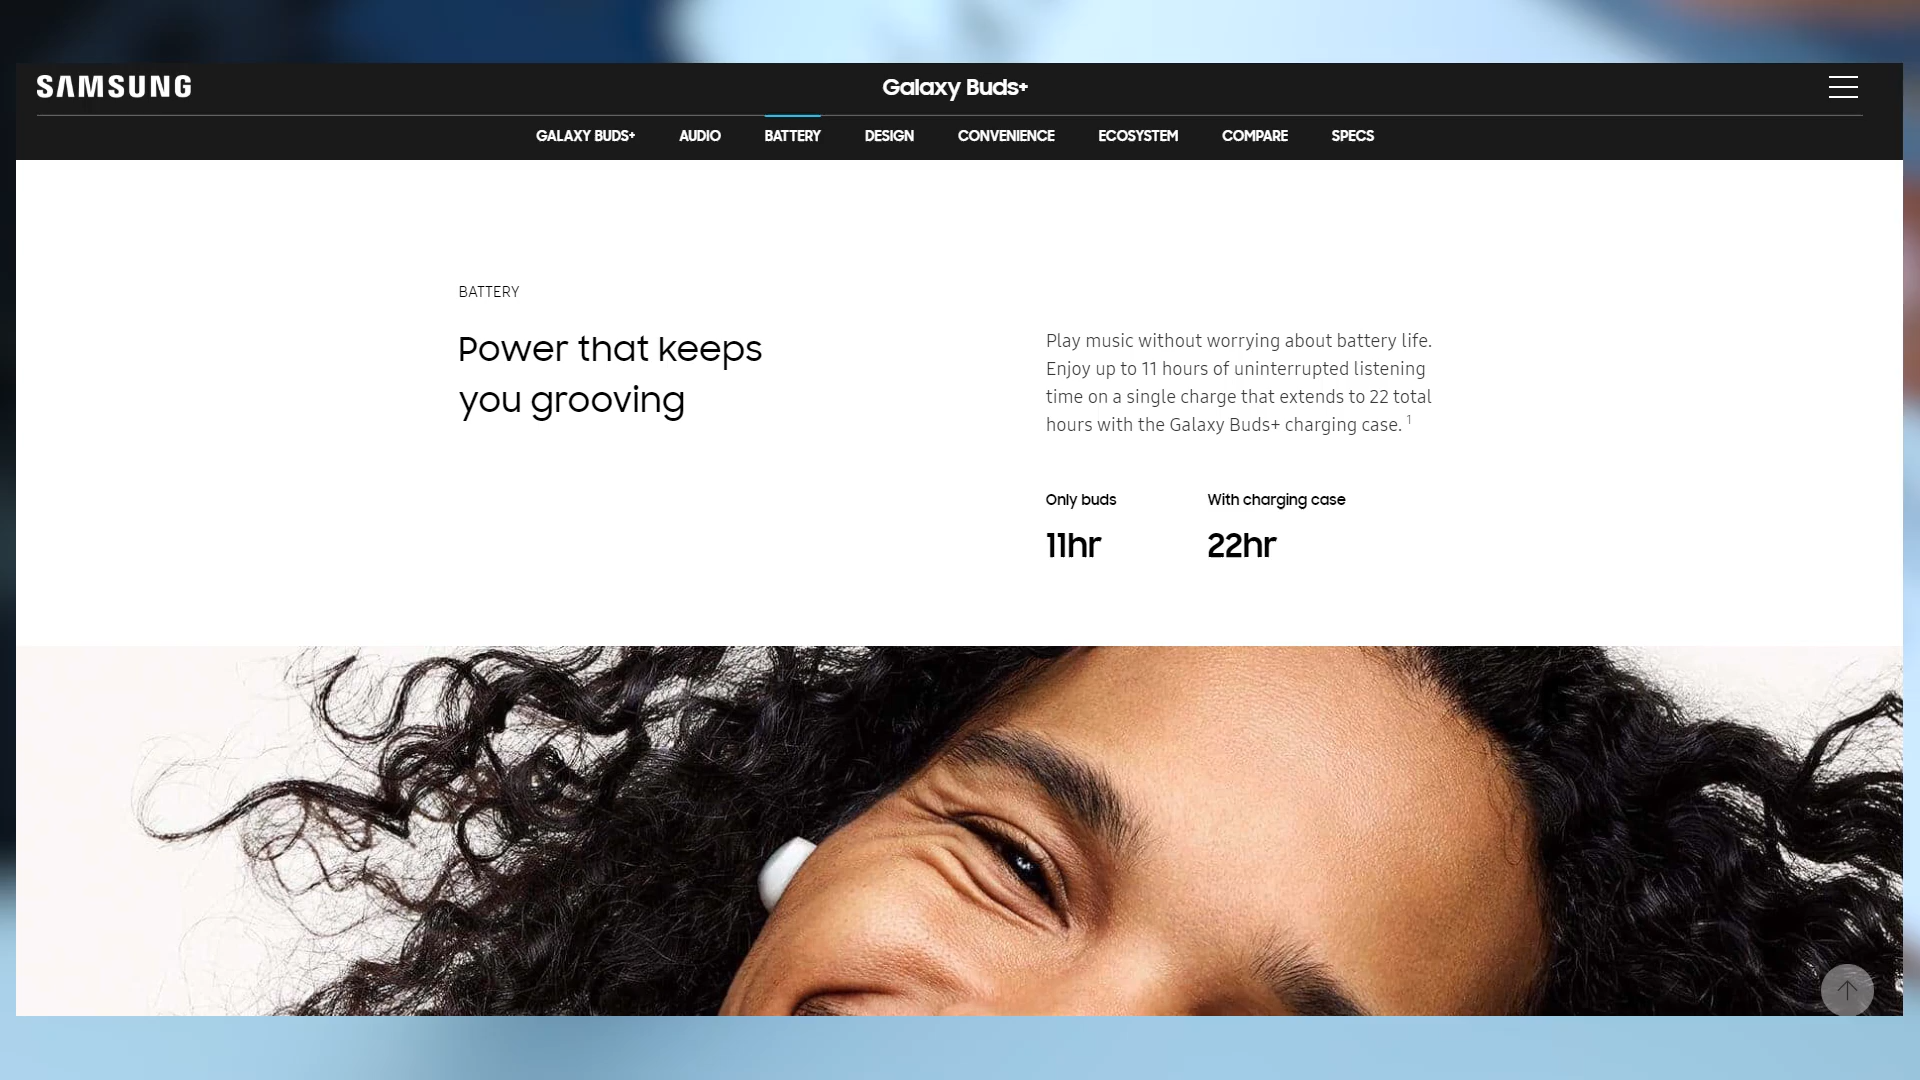 SAMSUNG
Galaxy Buds+
GALAXY BUDS+ AUDIO BATTERY DESIGN CONVENIENCE ECOSYSTEM COMPARE SPECS
BATTERY
Power that keeps
you grooving
Play music without worrying about battery life.
Enjoy up to 11 hours of uninterrupted listening
time on a single charge that extends to 22 total
hours with the Galaxy Buds+ charging case. 1
Only buds
11hr
With charging case
22hr